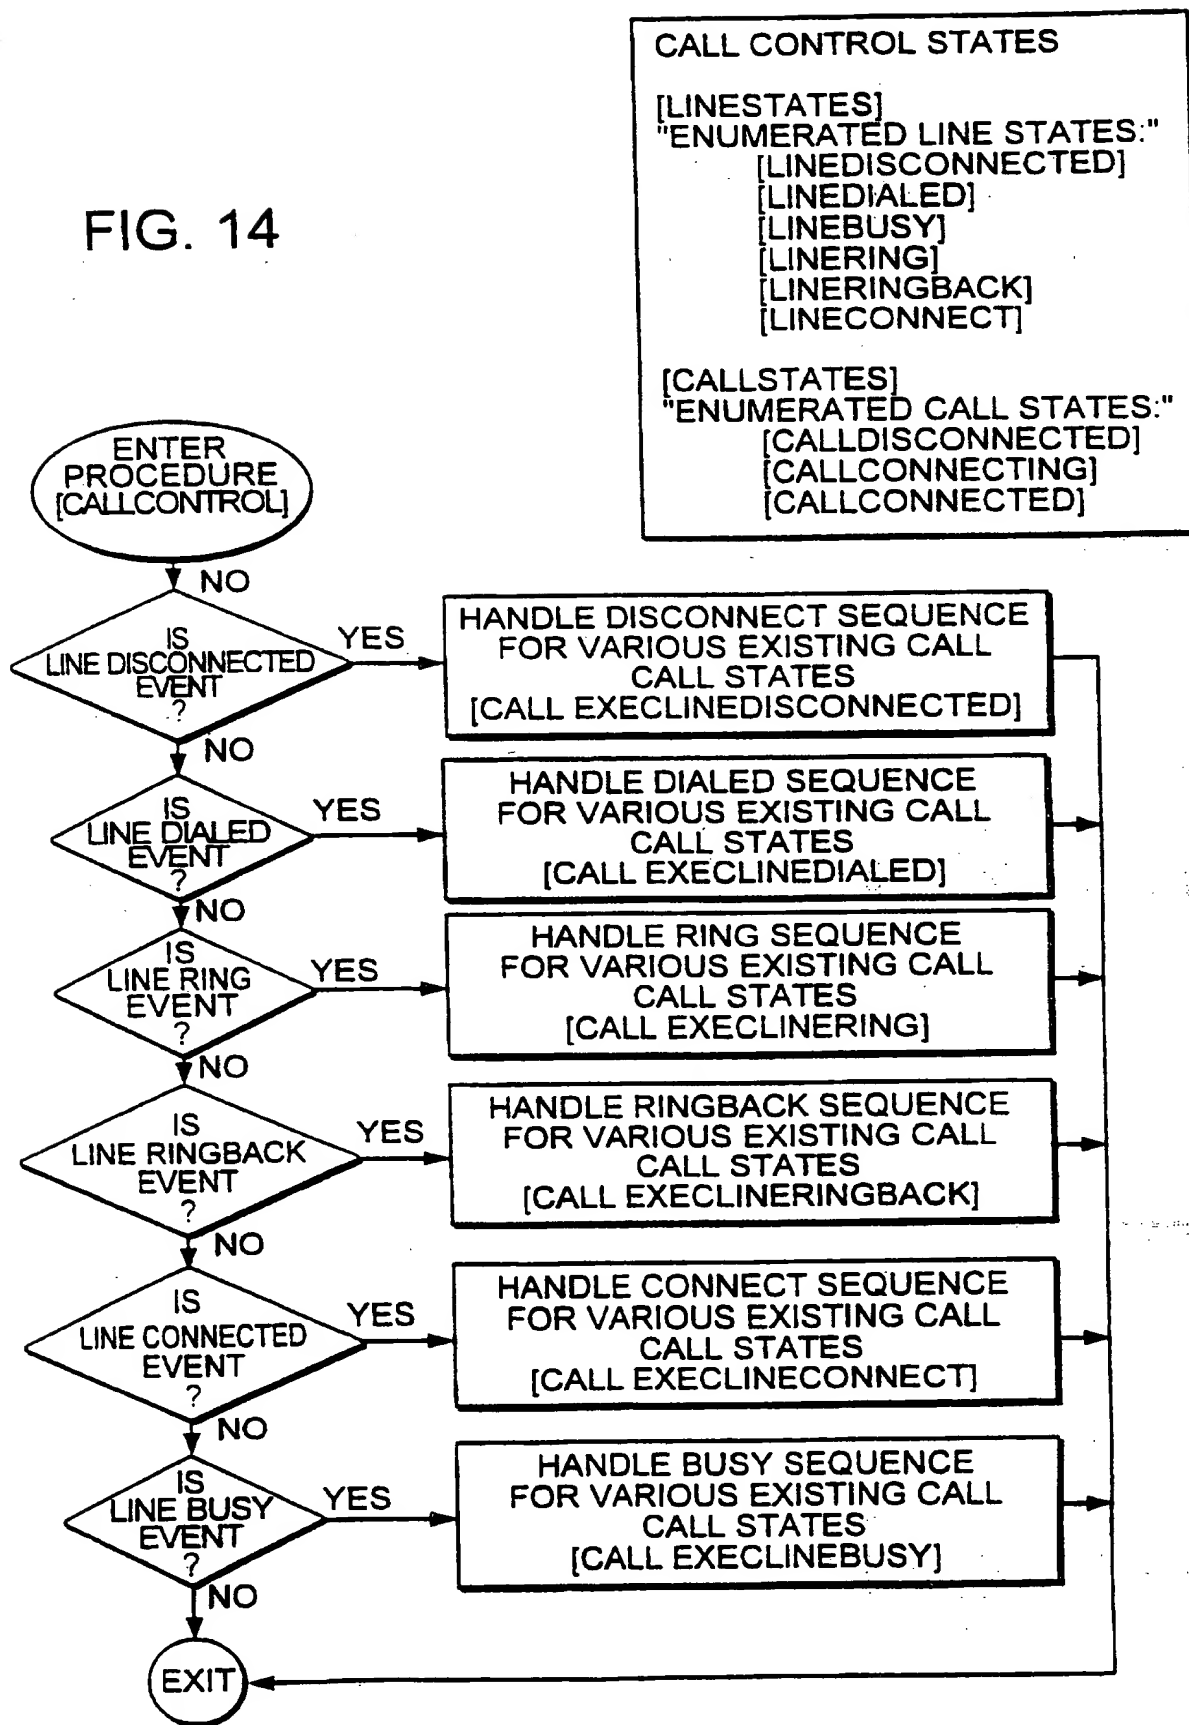 CALL CONTROL STATES
[LINESTATES]
"ENUMERATED LINE STATES:"
[LINEDISCONNECTED]
[LINEDIALED]
[LINEBUSY]
[LINERING]
[LINERINGBACK]
[LINECONNECT]
[CALLSTATES]
"ENUMERATED CALL STATES:"
[CALLDISCONNECTED]
[CALLCONNECTING]
[CALLCONNECTED]
FIG. 14
ENTER
PROCEDURE
[CALLCONTROL]
NO
IS
LINE DISCONNECTED
EVENT
?
YES
HANDLE DISCONNECT SEQUENCE
FOR VARIOUS EXISTING CALL
CALL STATES
[CALL EXECLINEDISCONNECTED]
NO
IS
LINE DIALED
EVENT
?
YES
HANDLE DIALED SEQUENCE
FOR VARIOUS EXISTING CALL
CALL STATES
[CALL EXECLINEDIALED]
NO
IS
LINE RING
EVENT
?
YES
HANDLE RING SEQUENCE
FOR VARIOUS EXISTING CALL
CALL STATES
[CALL EXECLINERING]
NO
IS
LINE RINGBACK
EVENT
?
YES
HANDLE RINGBACK SEQUENCE
FOR VARIOUS EXISTING CALL
CALL STATES
[CALL EXECLINERINGBACK]
NO
IS
LINE CONNECTED
EVENT
?
YES
HANDLE CONNECT SEQUENCE
FOR VARIOUS EXISTING CALL
CALL STATES
[CALL EXECLINECONNECT]
NO
IS
LINE BUSY
EVENT
?
YES
HANDLE BUSY SEQUENCE
FOR VARIOUS EXISTING CALL
CALL STATES
[CALL EXECLINEBUSY]
NO
EXIT